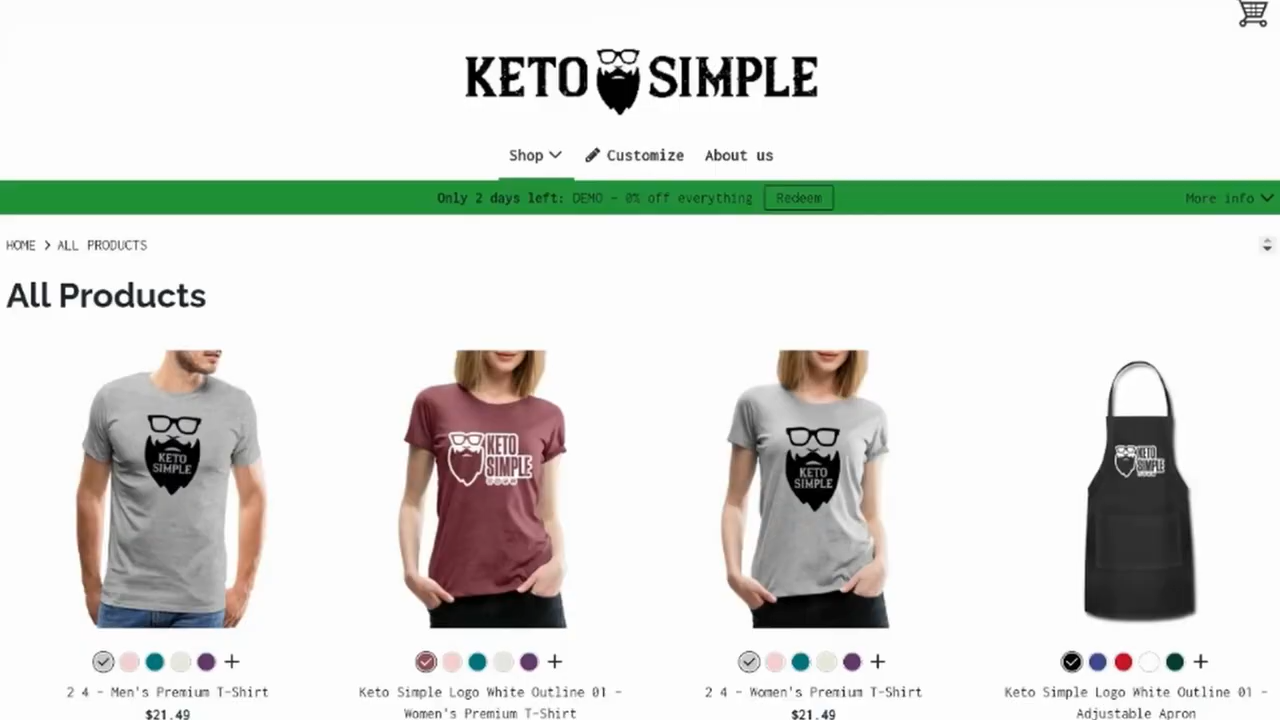 KETO SIMPLE
Shop Customize About us
Only 2 days left: DEMO - 0% off everything Redeem More info
HOME > ALL PRODUCTS
All Products
KETO
SIMPLE
KETO
SIMPLE
KETO
SIMPLE
KETO
SIMPLE
2 4 - Men's Premium T-Shirt
$21.49
Keto Simple Logo White Outline 01 -
Women's Premium T-Shirt
2 4 - Women's Premium T-Shirt
$21.49
Keto Simple Logo White Outline 01 -
Adjustable Apron